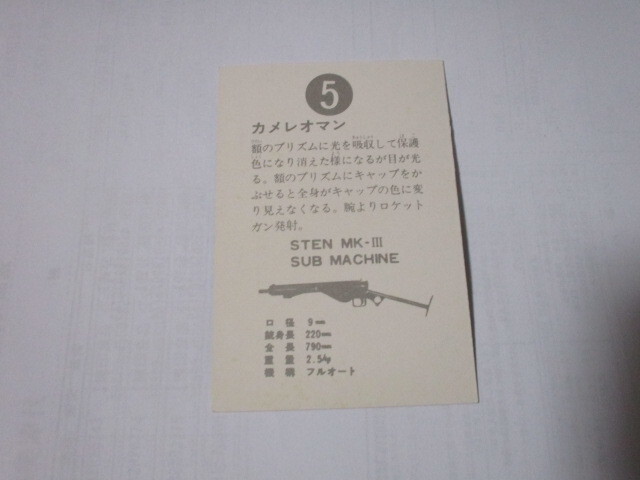 5
カメレオマン
額のプリズムに光を吸収して保護
色になり消えた様になるが目が光
る。額のプリズムにキャップをか
ぶせると全身がキャップの色に変
り見えなくなる。腕よりロケット
ガン発射。
STEN MK-III
SUB MACHINE
口 径 9mm
銃身長 220mm
全 長 790mm
重 量 2.5kg
機 構 フルオート